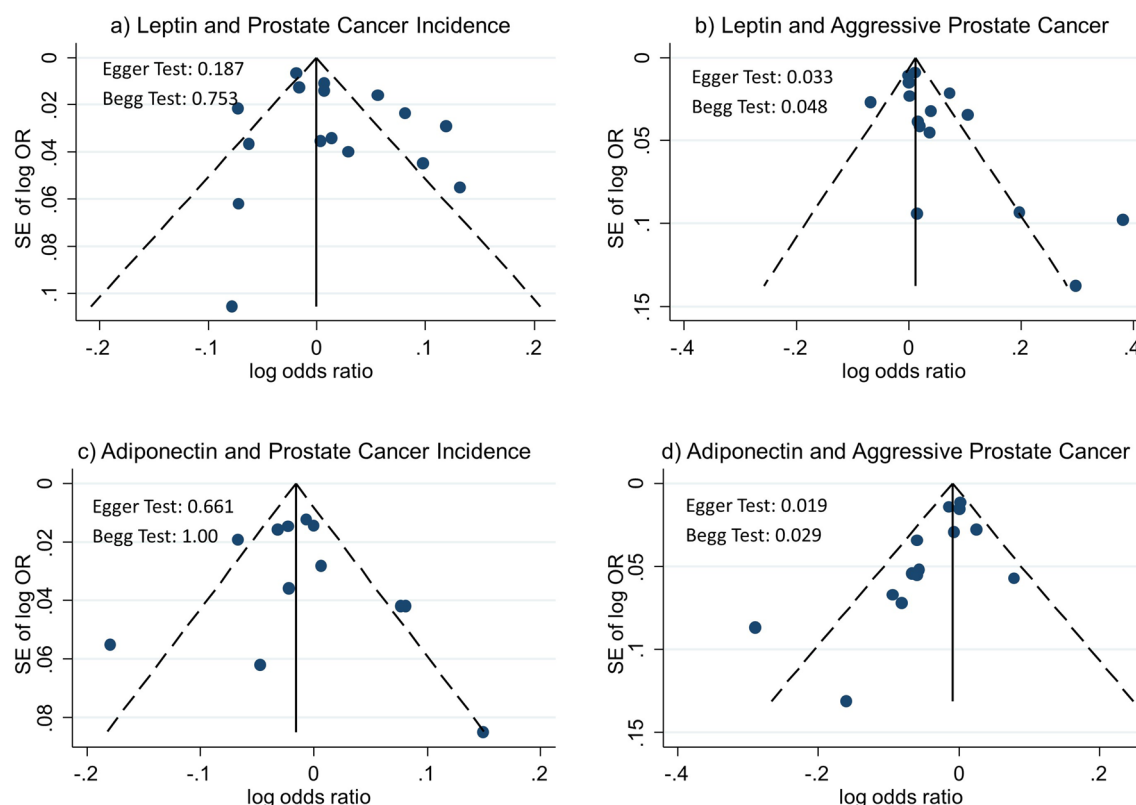 a) Leptin and Prostate Cancer Incidence
Egger Test: 0.187
Begg Test: 0.753
0
.02
.04
.06
.08
.1
SE of log OR
-.2
-.1
0
.1
.2
log odds ratio
b) Leptin and Aggressive Prostate Cancer
Egger Test: 0.033
Begg Test: 0.048
0
.05
.1
.15
SE of log OR
-.4
-.2
0
.2
.4
log odds ratio
c) Adiponectin and Prostate Cancer Incidence
Egger Test: 0.661
Begg Test: 1.00
0
.02
.04
.06
.08
SE of log OR
-.2
-.1
0
.1
.2
log odds ratio
d) Adiponectin and Aggressive Prostate Cancer
Egger Test: 0.019
Begg Test: 0.029
0
.05
.1
.15
SE of log OR
-.4
-.2
0
.2
log odds ratio